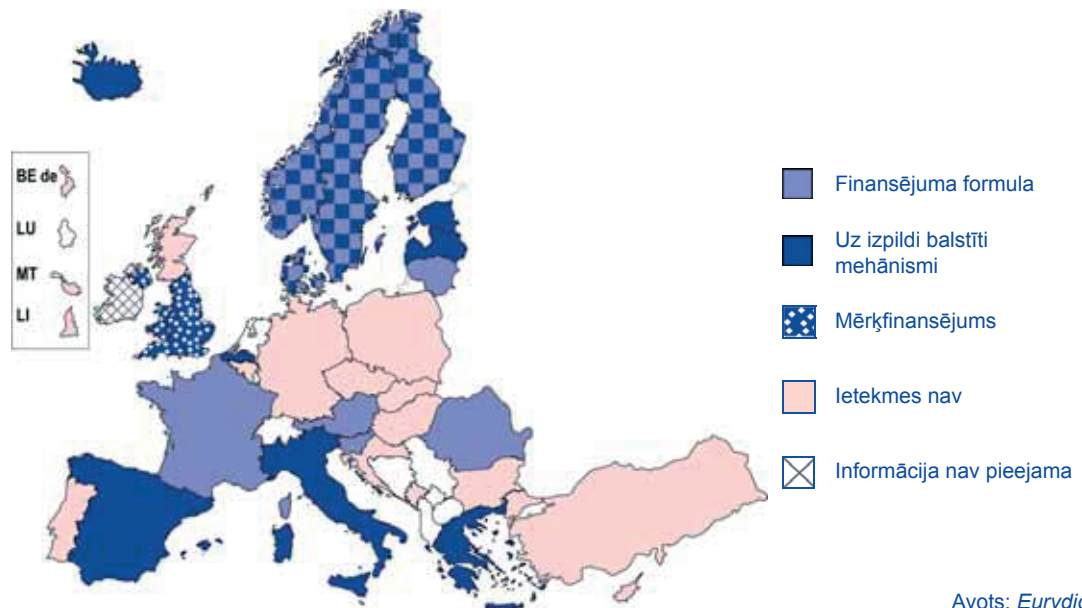 BE de
LU
MT
LI
Finansējuma formula
Uz izpildi balstīti
mehānismi
Mērķfinansējums
Ietekmes nav
Informācija nav pieejama
Avots: